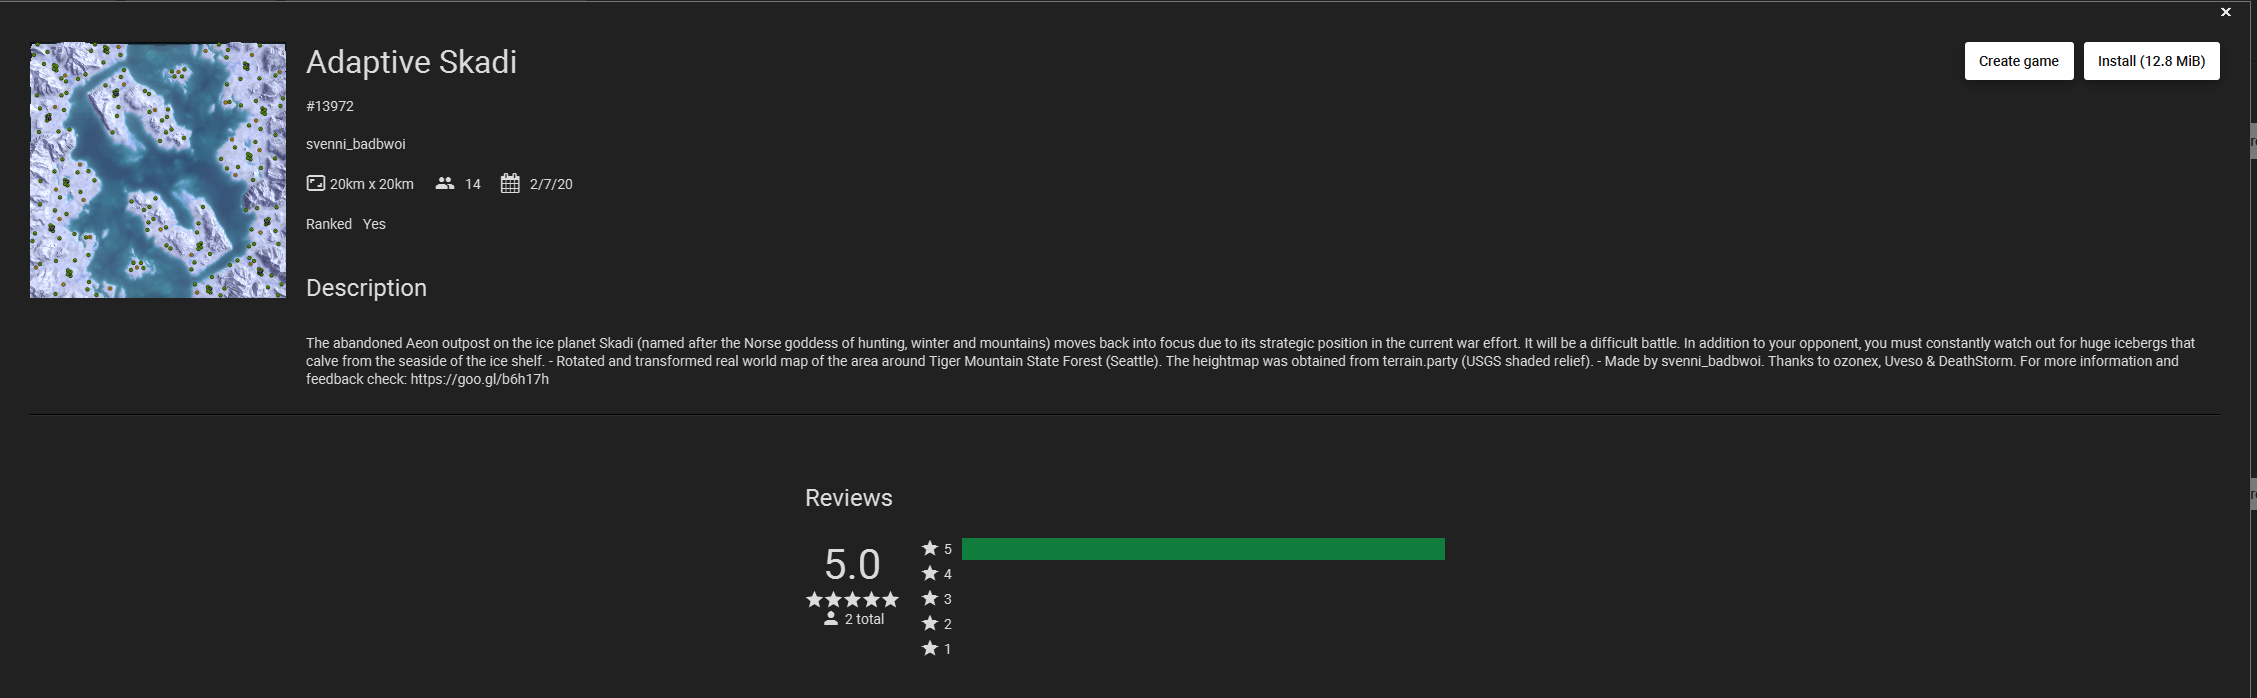 Adaptive Skadi
Create game
Install (12.8 MiB)
#13972
svenni_badbwoi
20km x 20km 14 2/7/20
Ranked Yes
Description
The abandoned Aeon outpost on the ice planet Skadi (named after the Norse goddess of hunting, winter and mountains) moves back into focus due to its strategic position in the current war effort. It will be a difficult battle. In addition to your opponent, you must constantly watch out for huge icebergs that
calve from the seaside of the ice shelf. - Rotated and transformed real world map of the area around Tiger Mountain State Forest (Seattle). The heightmap was obtained from terrain.party (USGS shaded relief). - Made by svenni_badbwoi. Thanks to ozonex, Uveso & DeathStorm. For more information and
feedback check: https://goo.gl/b6h17h
Reviews
5.0
2 total
5
4
3
2
1